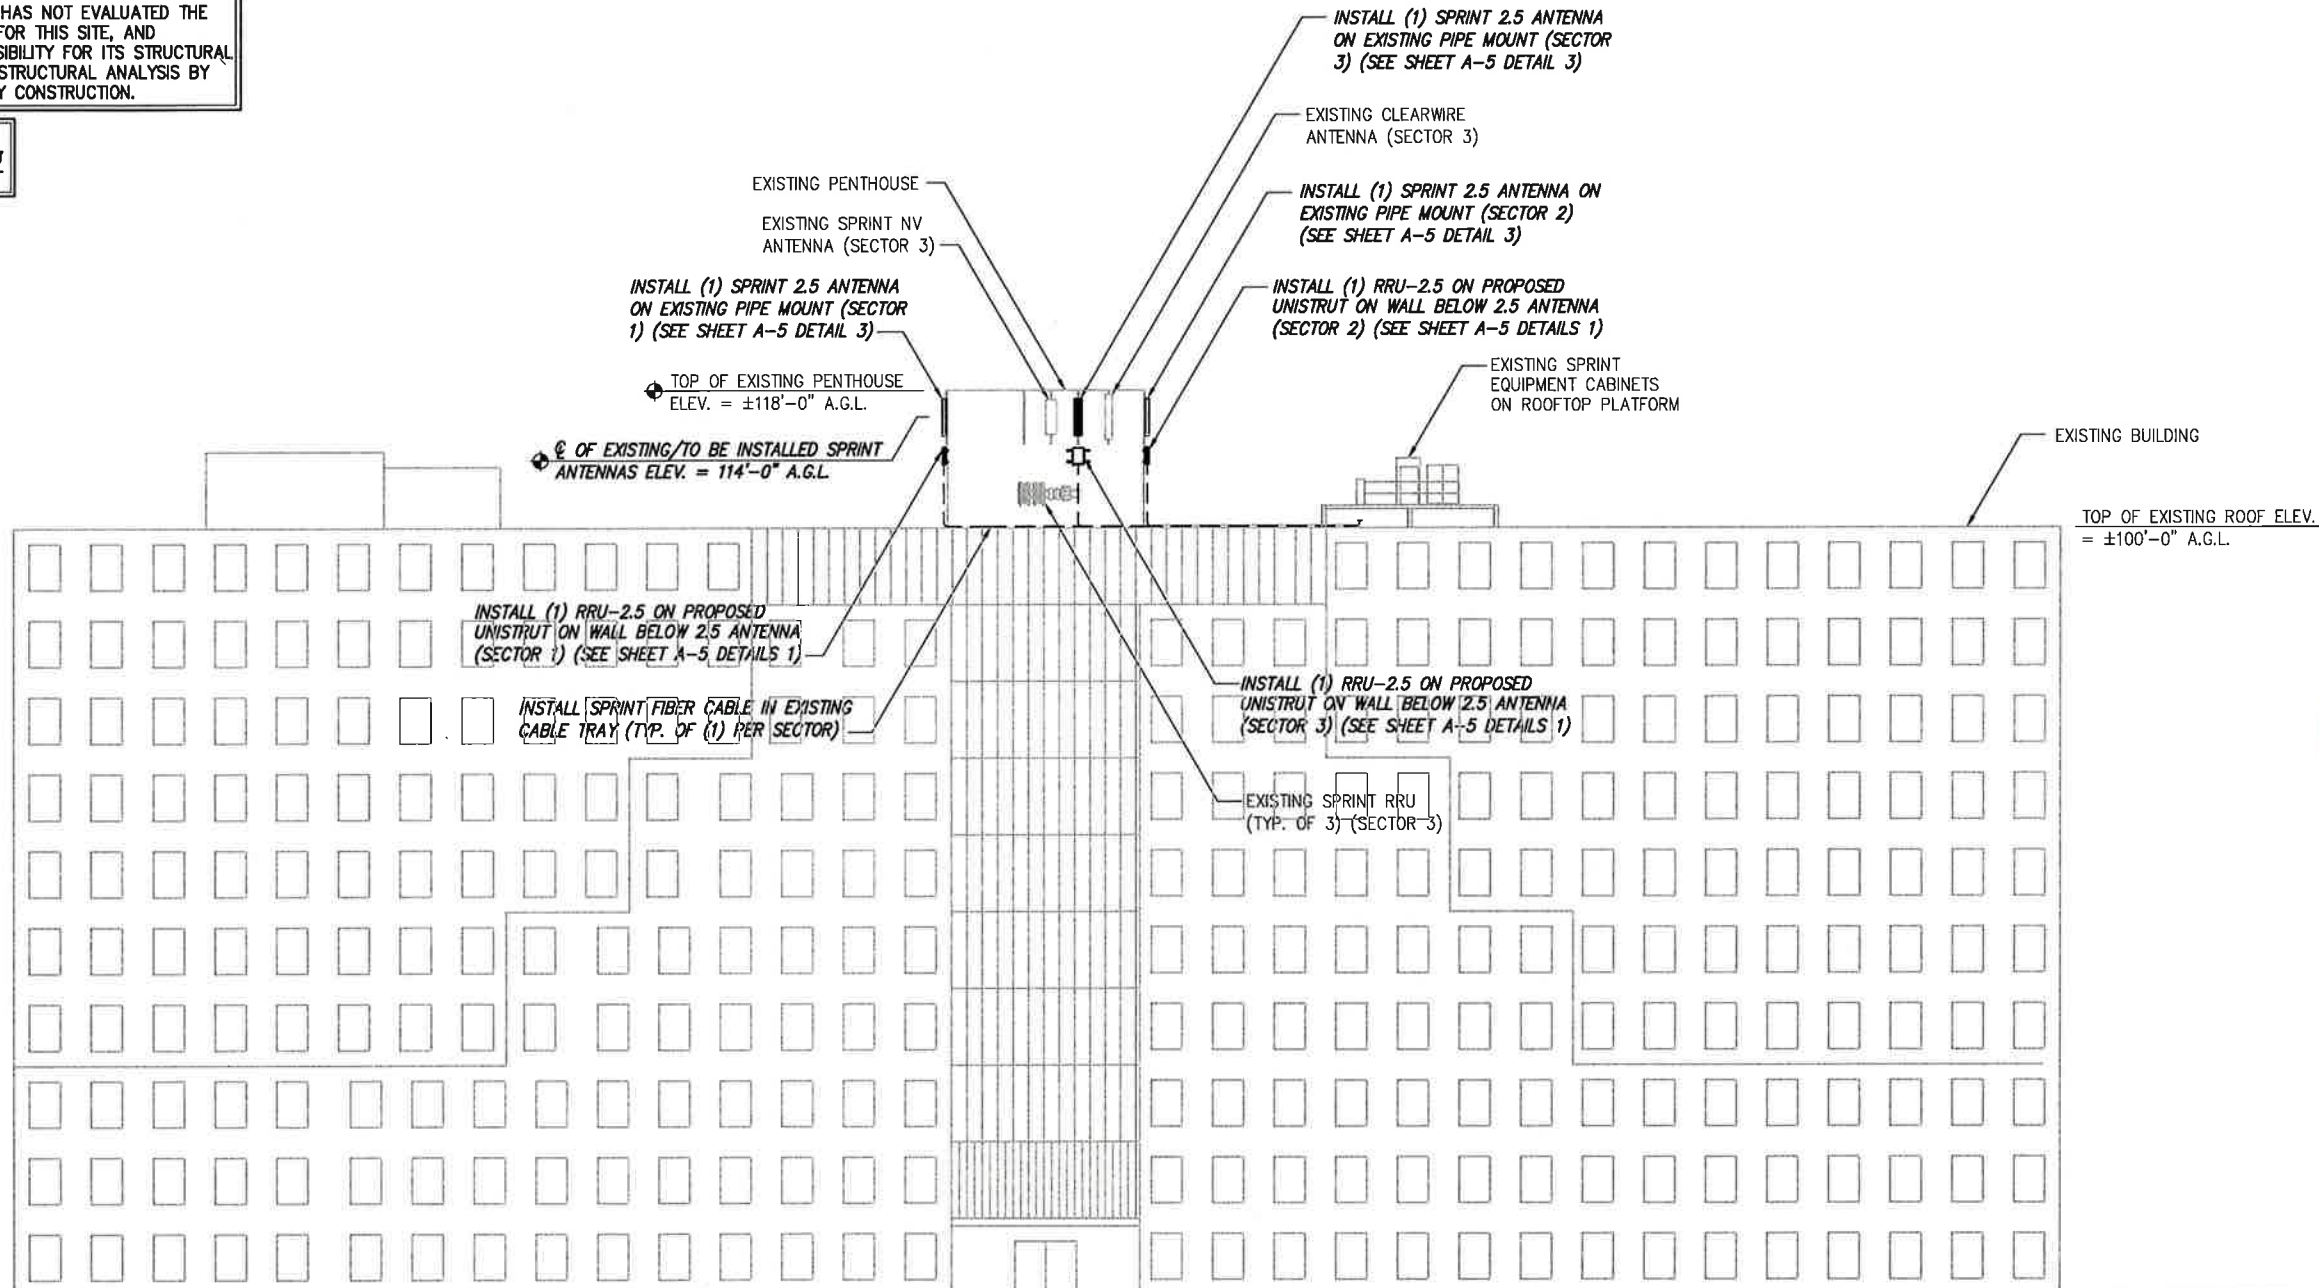 HAS NOT EVALUATED THE
FOR THIS SITE, AND
SIBILITY FOR ITS STRUCTURAL
STRUCTURAL ANALYSIS BY
Y CONSTRUCTION.
INSTALL (1) SPRINT 2.5 ANTENNA
ON EXISTING PIPE MOUNT (SECTOR
3) (SEE SHEET A-5 DETAIL 3)
EXISTING CLEARWIRE
ANTENNA (SECTOR 3)
EXISTING PENTHOUSE
INSTALL (1) SPRINT 2.5 ANTENNA ON
EXISTING PIPE MOUNT (SECTOR 2)
(SEE SHEET A-5 DETAIL 3)
EXISTING SPRINT NV
ANTENNA (SECTOR 3)
INSTALL (1) SPRINT 2.5 ANTENNA
ON EXISTING PIPE MOUNT (SECTOR
1) (SEE SHEET A-5 DETAIL 3)
INSTALL (1) RRU-2.5 ON PROPOSED
UNISTRUT ON WALL BELOW 2.5 ANTENNA
(SECTOR 2) (SEE SHEET A-5 DETAILS 1)
EXISTING SPRINT
EQUIPMENT CABINETS
ON ROOFTOP PLATFORM
TOP OF EXISTING PENTHOUSE
ELEV. = ±118'-0" A.G.L.
EXISTING BUILDING
℄ OF EXISTING/TO BE INSTALLED SPRINT
ANTENNAS ELEV. = 114'-0" A.G.L.
TOP OF EXISTING ROOF ELEV.
= ±100'-0" A.G.L.
INSTALL (1) RRU-2.5 ON PROPOSED
UNISTRUT ON WALL BELOW 2.5 ANTENNA
(SECTOR 1) (SEE SHEET A-5 DETAILS 1)
INSTALL SPRINT FIBER CABLE IN EXISTING
CABLE TRAY (TYP. OF (1) PER SECTOR)
INSTALL (1) RRU-2.5 ON PROPOSED
UNISTRUT ON WALL BELOW 2.5 ANTENNA
(SECTOR 3) (SEE SHEET A-5 DETAILS 1)
EXISTING SPRINT RRU
(TYP. OF 3) (SECTOR 3)